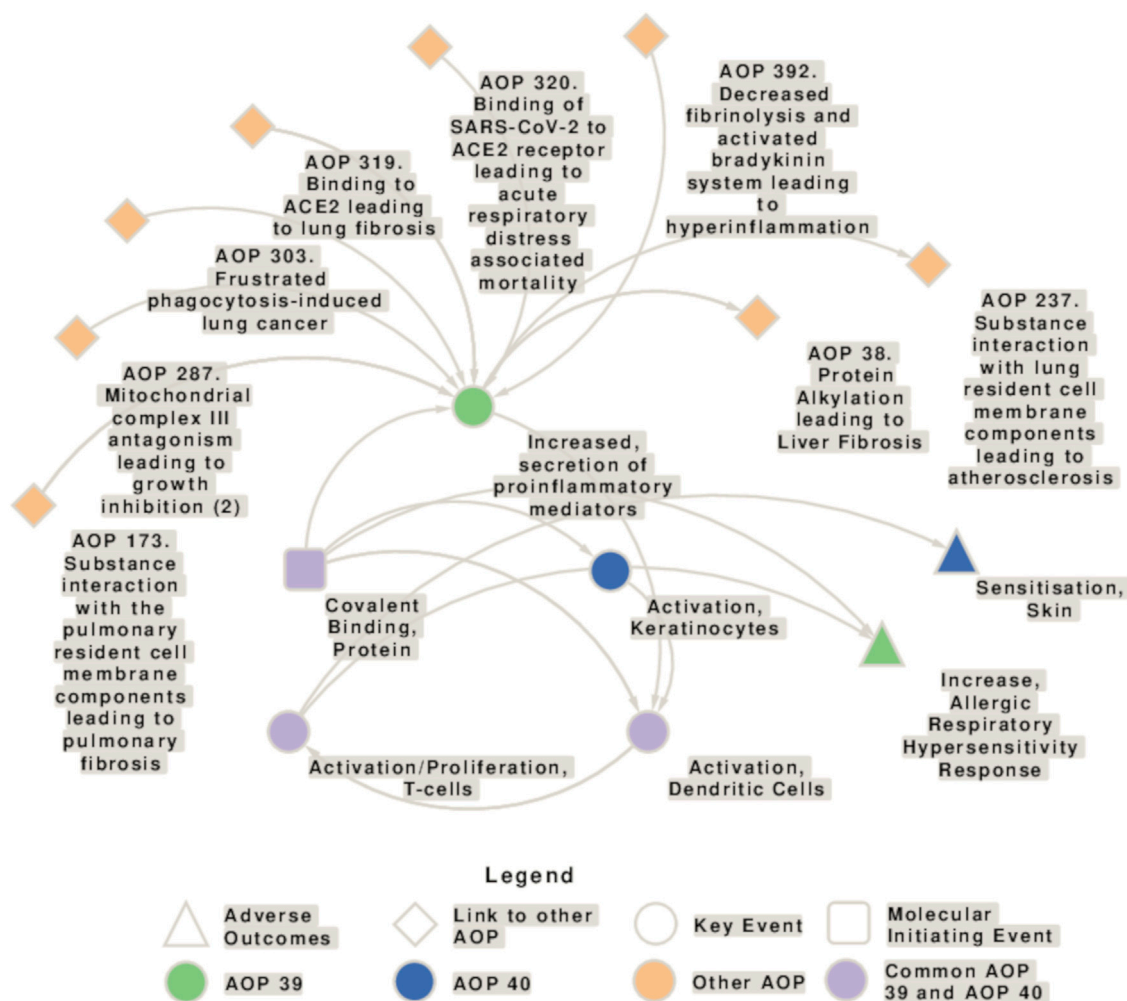 AOP 320.
Binding of
SARS-CoV-2 to
ACE2 receptor
leading to
acute
respiratory
distress
associated
mortality
AOP 392.
Decreased
fibrinolysis and
activated
bradykinin
system leading
to
hyperinflammation
AOP 319.
Binding to
ACE2 leading
to lung fibrosis
AOP 303.
Frustrated
phagocytosis-induced
lung cancer
AOP 237.
Substance
interaction
with lung
resident cell
membrane
components
leading to
atherosclerosis
AOP 38.
Protein
Alkylation
leading to
Liver Fibrosis
AOP 287.
Mitochondrial
complex III
antagonism
leading to
growth
inhibition (2)
Increased,
secretion of
proinflammatory
mediators
AOP 173.
Substance
interaction
with the
pulmonary
resident cell
membrane
components
leading to
pulmonary
fibrosis
Covalent
Binding,
Protein
Activation,
Keratinocytes
Sensitisation,
Skin
Increase,
Allergic
Respiratory
Hypersensitivity
Response
Activation/Proliferation,
T-cells
Activation,
Dendritic Cells
Legend
Adverse
Outcomes
Link to other
AOP
Key Event
Molecular
Initiating Event
AOP 39
AOP 40
Other AOP
Common AOP
39 and AOP 40